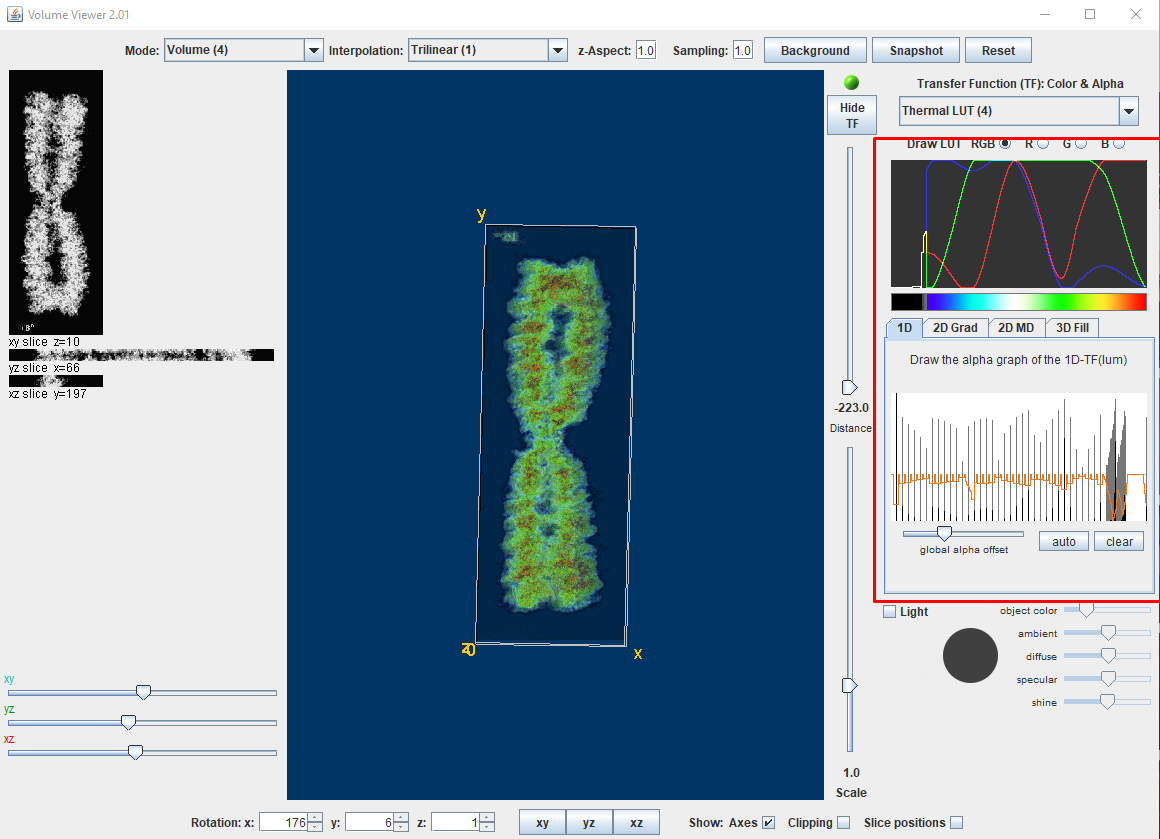 Volume Viewer 2.01
Mode: Volume (4) Interpolation: Trilinear (1) z-Aspect: 1.0 Sampling: 1.0 Background Snapshot Reset
xy slice z=10
yz slice x=66
xz slice y=197
xy
yz
xz
y
x
Hide
TF
-223.0
Distance
1.0
Scale
Transfer Function (TF): Color & Alpha
Thermal LUT (4)
Draw LUT RGB R G B
1D 2D Grad 2D MD 3D Fill
Draw the alpha graph of the 1D-TF(lum)
global alpha offset
auto clear
Light
object color
ambient
diffuse
specular
shine
Rotation: x: 176 y: 6 z: 1 xy yz xz Show: Axes Clipping Slice positions